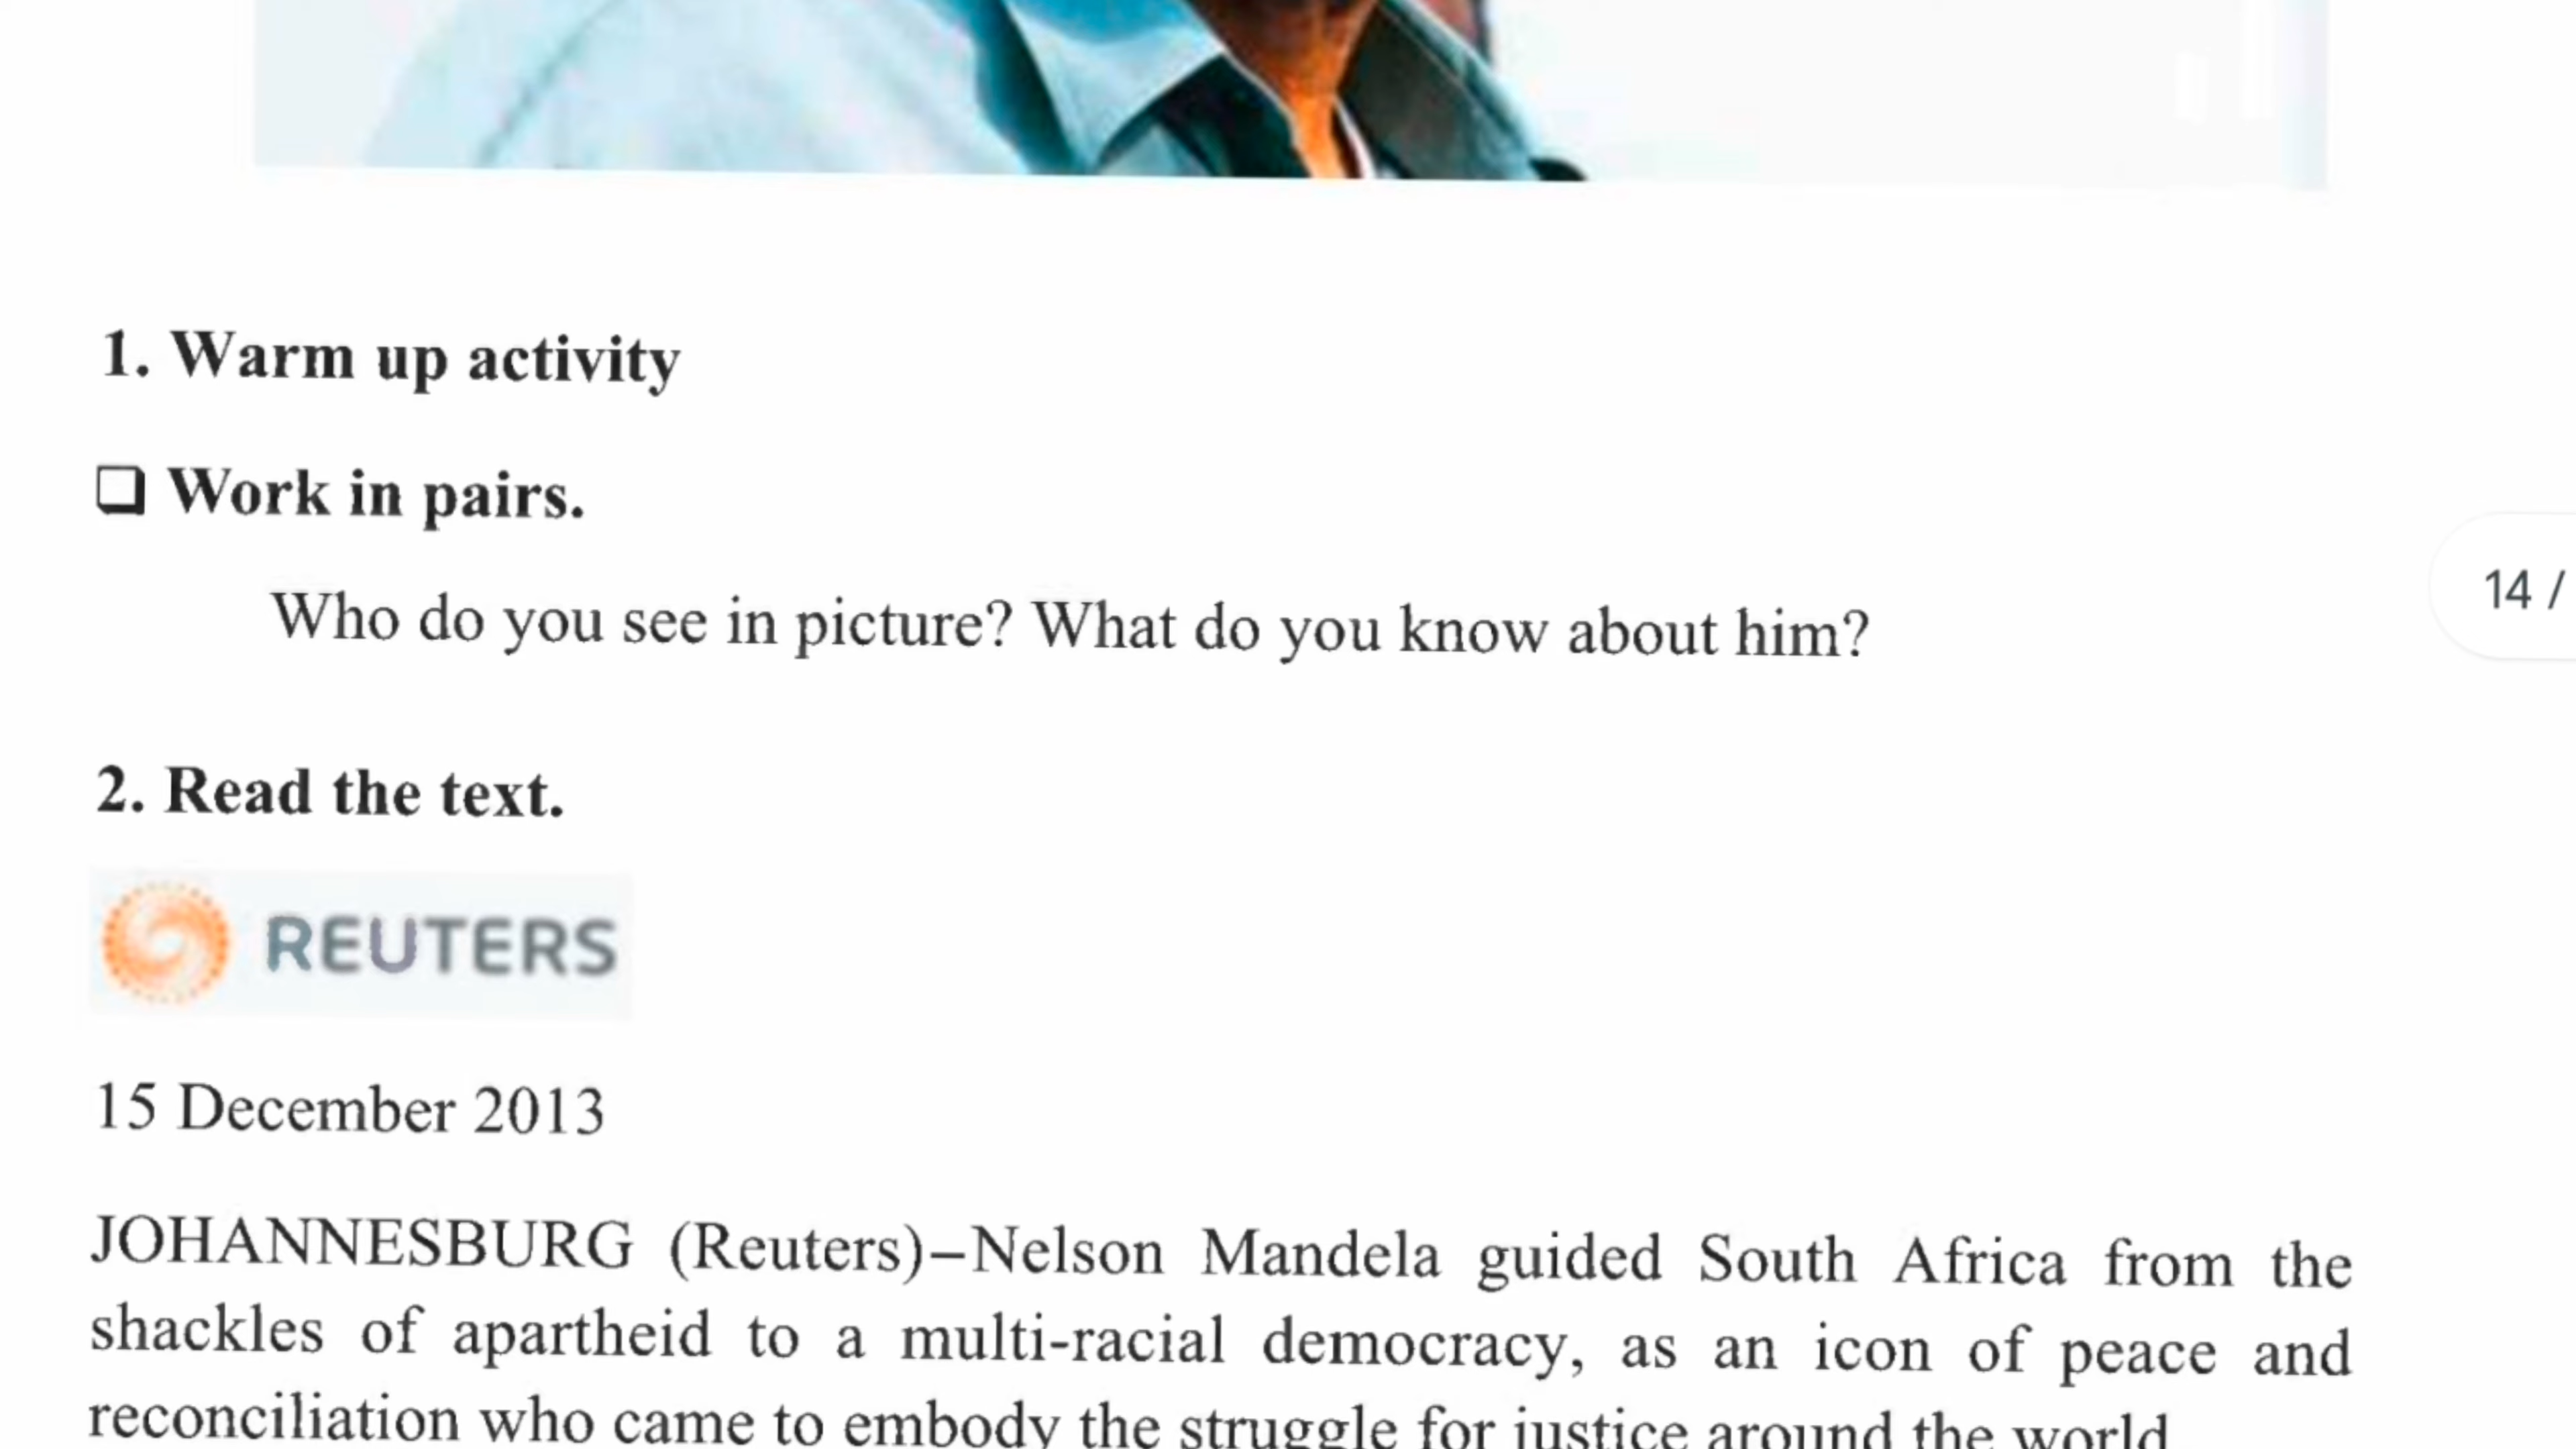 1. Warm up activity
❑ Work in pairs.
Who do you see in picture? What do you know about him?
14 /
2. Read the text.
REUTERS
15 December 2013
JOHANNESBURG (Reuters)–Nelson Mandela guided South Africa from the
shackles of apartheid to a multi-racial democracy, as an icon of peace and
reconciliation who came to embody the struggle for justice around the world